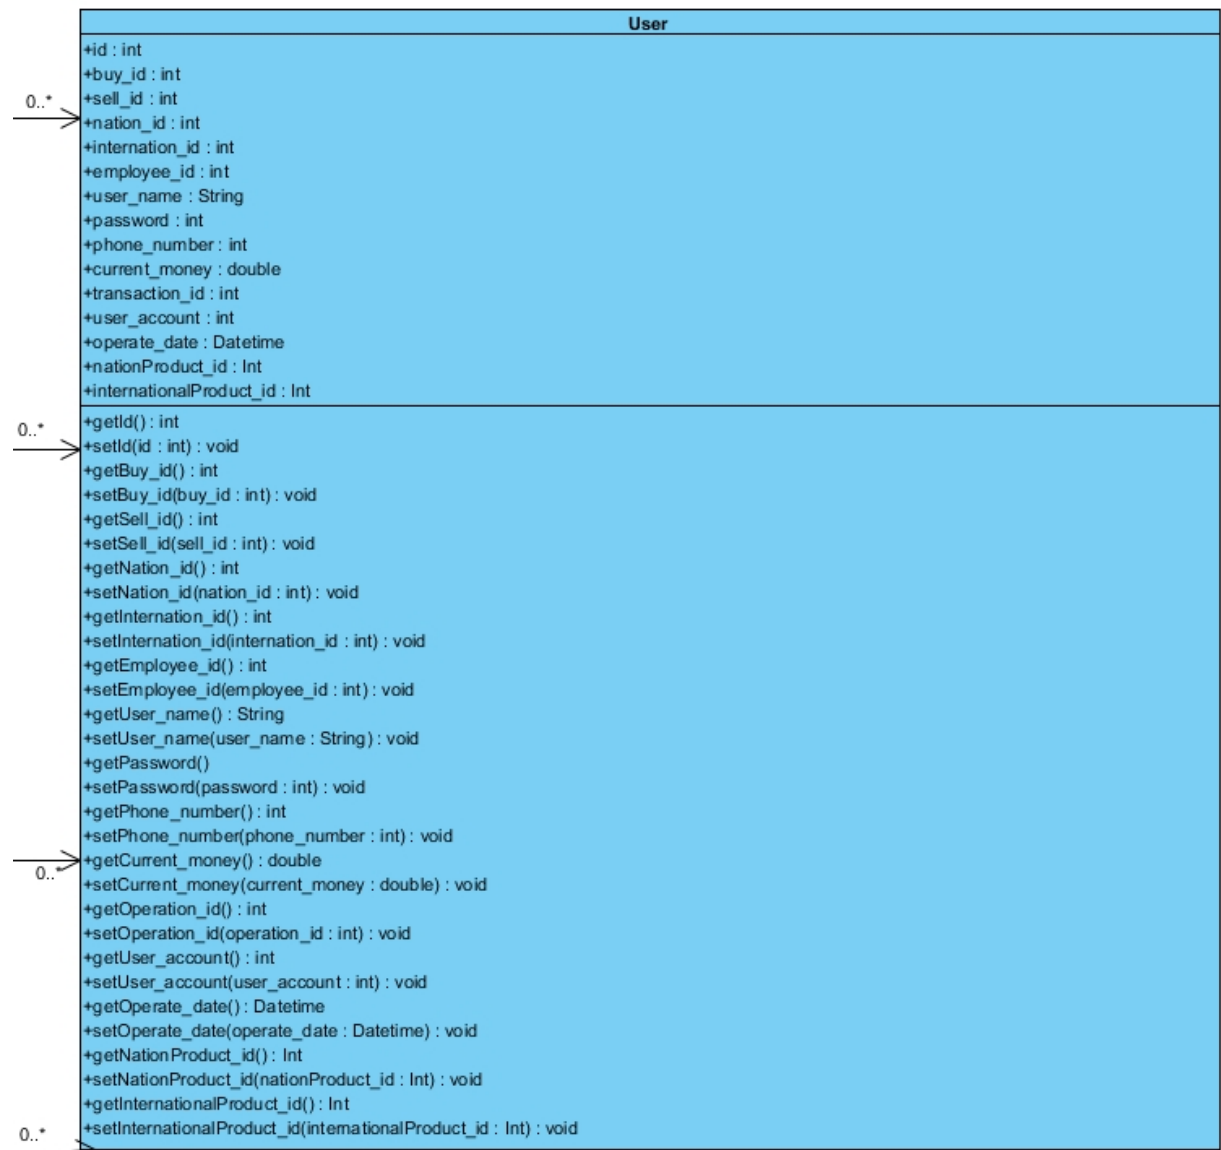 User
+id : int
+buy_id : int
+sell_id : int
0..*
+nation_id : int
+internation_id : int
+employee_id : int
+user_name : String
+password : int
+phone_number : int
+current_money : double
+transaction_id : int
+user_account : int
+operate_date : Datetime
+nationProduct_id : Int
+internationalProduct_id : Int
+getId() : int
0..*
+setId(id : int) : void
+getBuy_id() : int
+setBuy_id(buy_id : int) : void
+getSell_id() : int
+setSell_id(sell_id : int) : void
+getNation_id() : int
+setNation_id(nation_id : int) : void
+getInternation_id() : int
+setInternation_id(internation_id : int) : void
+getEmployee_id() : int
+setEmployee_id(employee_id : int) : void
+getUser_name() : String
+setUser_name(user_name : String) : void
+getPassword()
+setPassword(password : int) : void
+getPhone_number() : int
+setPhone_number(phone_number : int) : void
+getCurrent_money() : double
0..*
+setCurrent_money(current_money : double) : void
+getOperation_id() : int
+setOperation_id(operation_id : int) : void
+getUser_account() : int
+setUser_account(user_account : int) : void
+getOperate_date() : Datetime
+setOperate_date(operate_date : Datetime) : void
+getNationProduct_id() : Int
+setNationProduct_id(nationProduct_id : Int) : void
+getInternationalProduct_id() : Int
+setInternationalProduct_id(internationalProduct_id : Int) : void
0..*